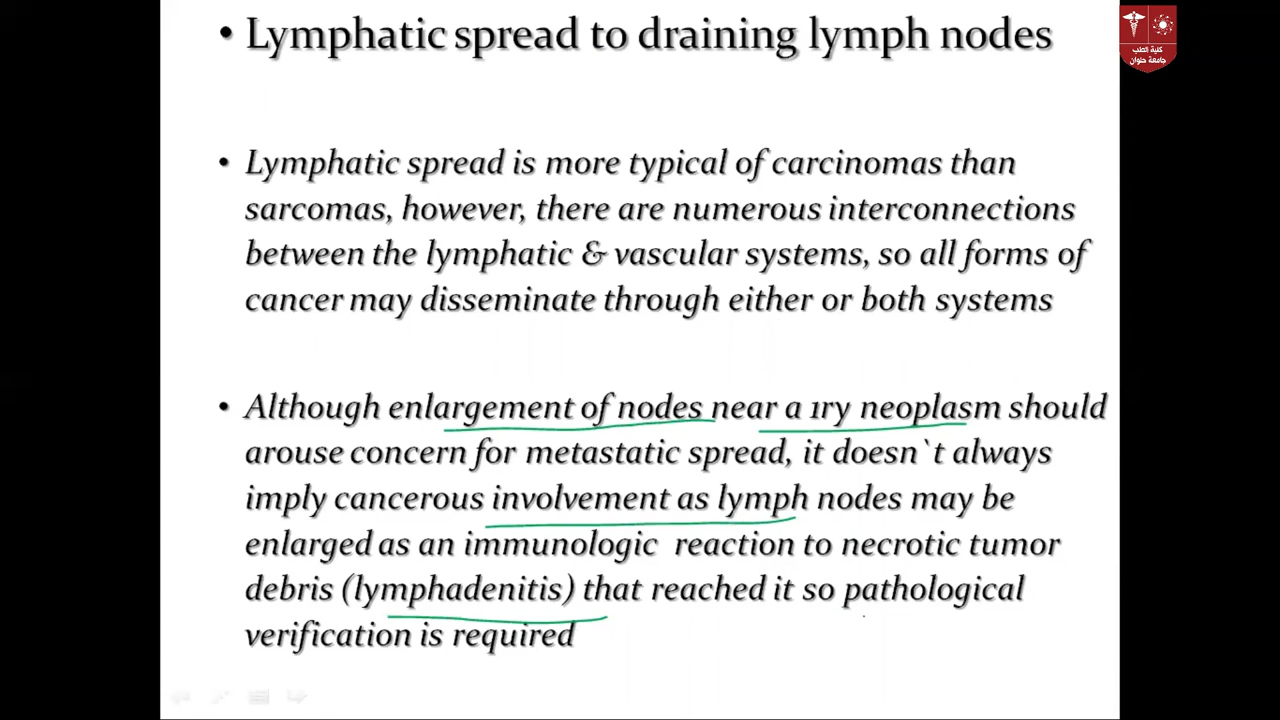 • Lymphatic spread to draining lymph nodes
كلية الطب
جامعة حلوان
• Lymphatic spread is more typical of carcinomas than
sarcomas, however, there are numerous interconnections
between the lymphatic & vascular systems, so all forms of
cancer may disseminate through either or both systems
• Although enlargement of nodes near a 1ry neoplasm should
arouse concern for metastatic spread, it doesn`t always
imply cancerous involvement as lymph nodes may be
enlarged as an immunologic reaction to necrotic tumor
debris (lymphadenitis) that reached it so pathological
verification is required